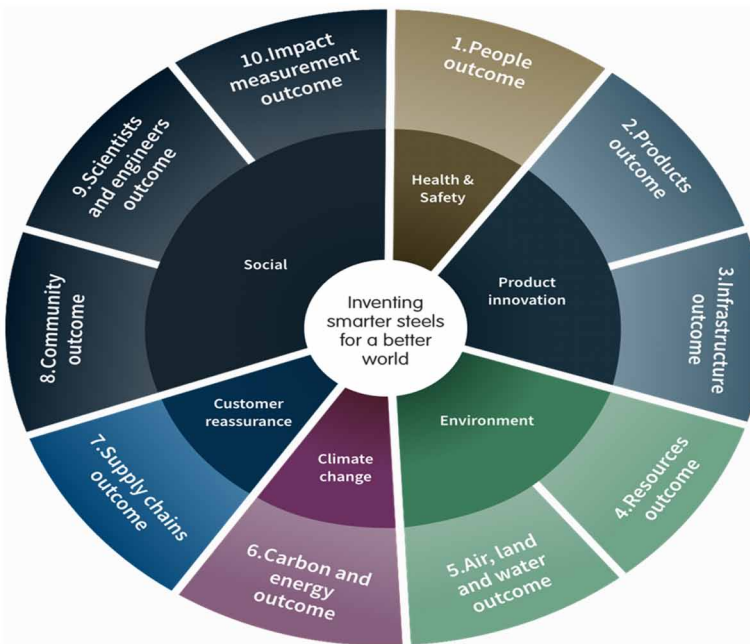 1.People
outcome
2.Products
outcome
3.Infrastructure
outcome
4.Resources
outcome
5.Air, land
and water
outcome
6.Carbon and
energy
outcome
7.Supply chains
outcome
8.Community
outcome
9.Scientists
and engineers
outcome
10.Impact
measurement
outcome
Health &
Safety
Product
innovation
Environment
Climate
change
Customer
reassurance
Social
Inventing
smarter steels
for a better
world